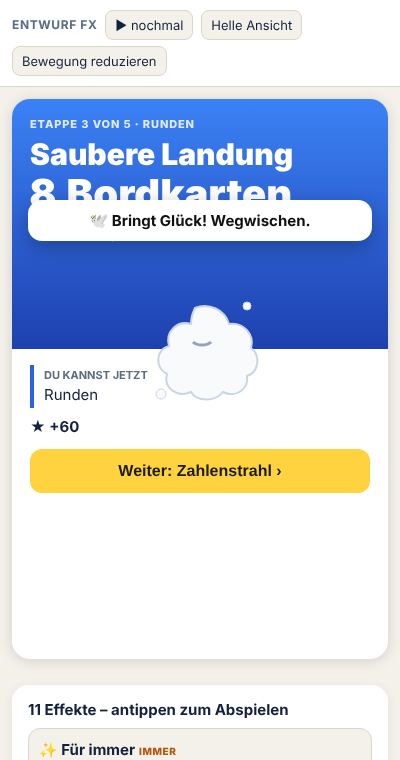 ENTWURF FX ▶ nochmal Helle Ansicht
Bewegung reduzieren
ETAPPE 3 VON 5 · RUNDEN
Saubere Landung
8 Bordkarten
🕊️ Bringt Glück! Wegwischen.
DU KANNST JETZT
Runden
★ +60
Weiter: Zahlenstrahl ›
11 Effekte – antippen zum Abspielen
✨ Für immer IMMER